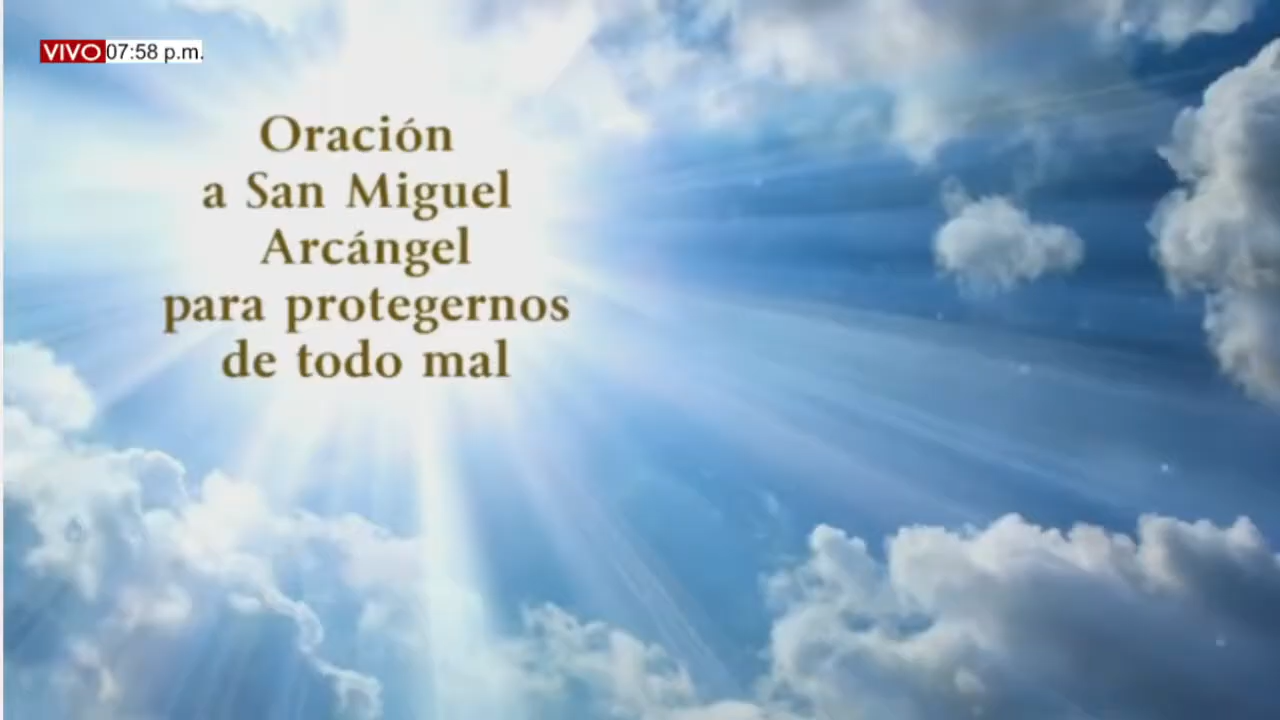 VIVO 07:58 p.m.
Oración
a San Miguel
Arcángel
para protegernos
de todo mal